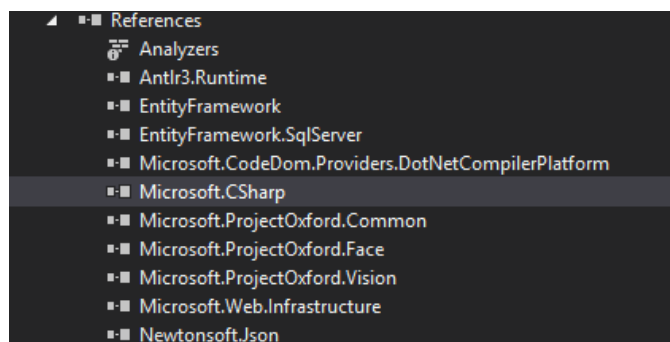 References
Analyzers
Antlr3.Runtime
EntityFramework
EntityFramework.SqlServer
Microsoft.CodeDom.Providers.DotNetCompilerPlatform
Microsoft.CSharp
Microsoft.ProjectOxford.Common
Microsoft.ProjectOxford.Face
Microsoft.ProjectOxford.Vision
Microsoft.Web.Infrastructure
Newtonsoft.Json